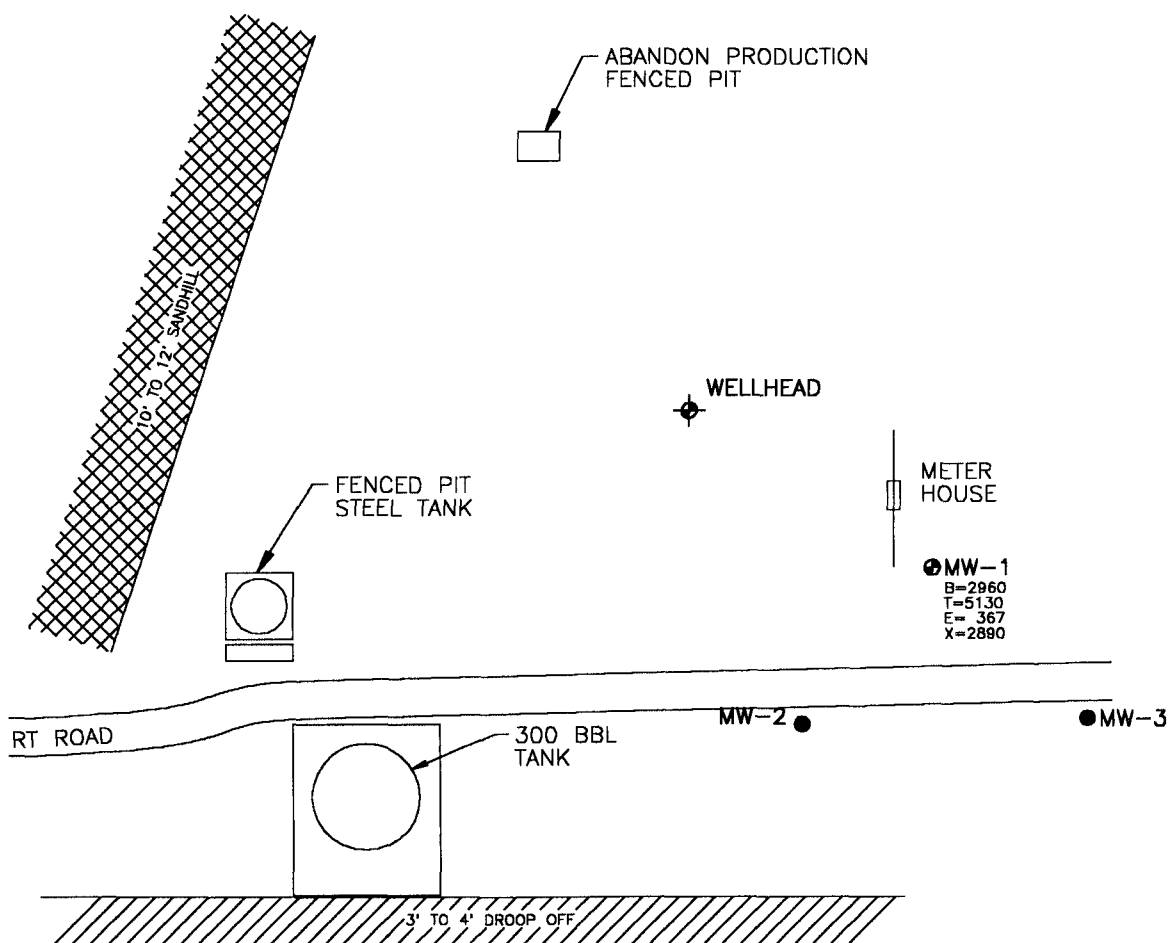 ABANDON PRODUCTION
FENCED PIT
10' TO 12' SANDHILL
WELLHEAD
METER
HOUSE
FENCED PIT
STEEL TANK
MW-1
B=2960
T=5130
E= 367
X=2890
MW-2
MW-3
RT ROAD
300 BBL
TANK
3' TO 4' DROOP OFF